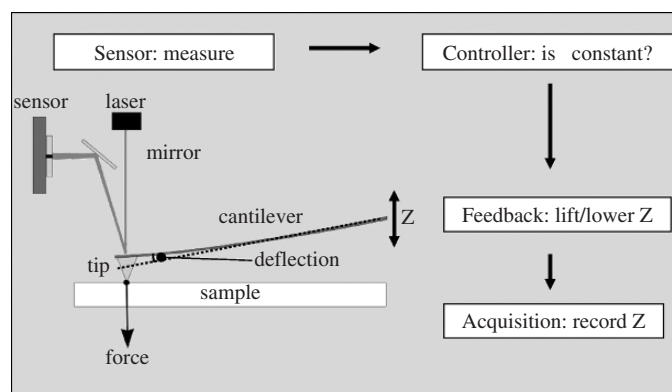 Sensor: measure
Controller: is constant?
sensor
laser
mirror
cantilever
Z
Feedback: lift/lower Z
tip
deflection
sample
Acquisition: record Z
force